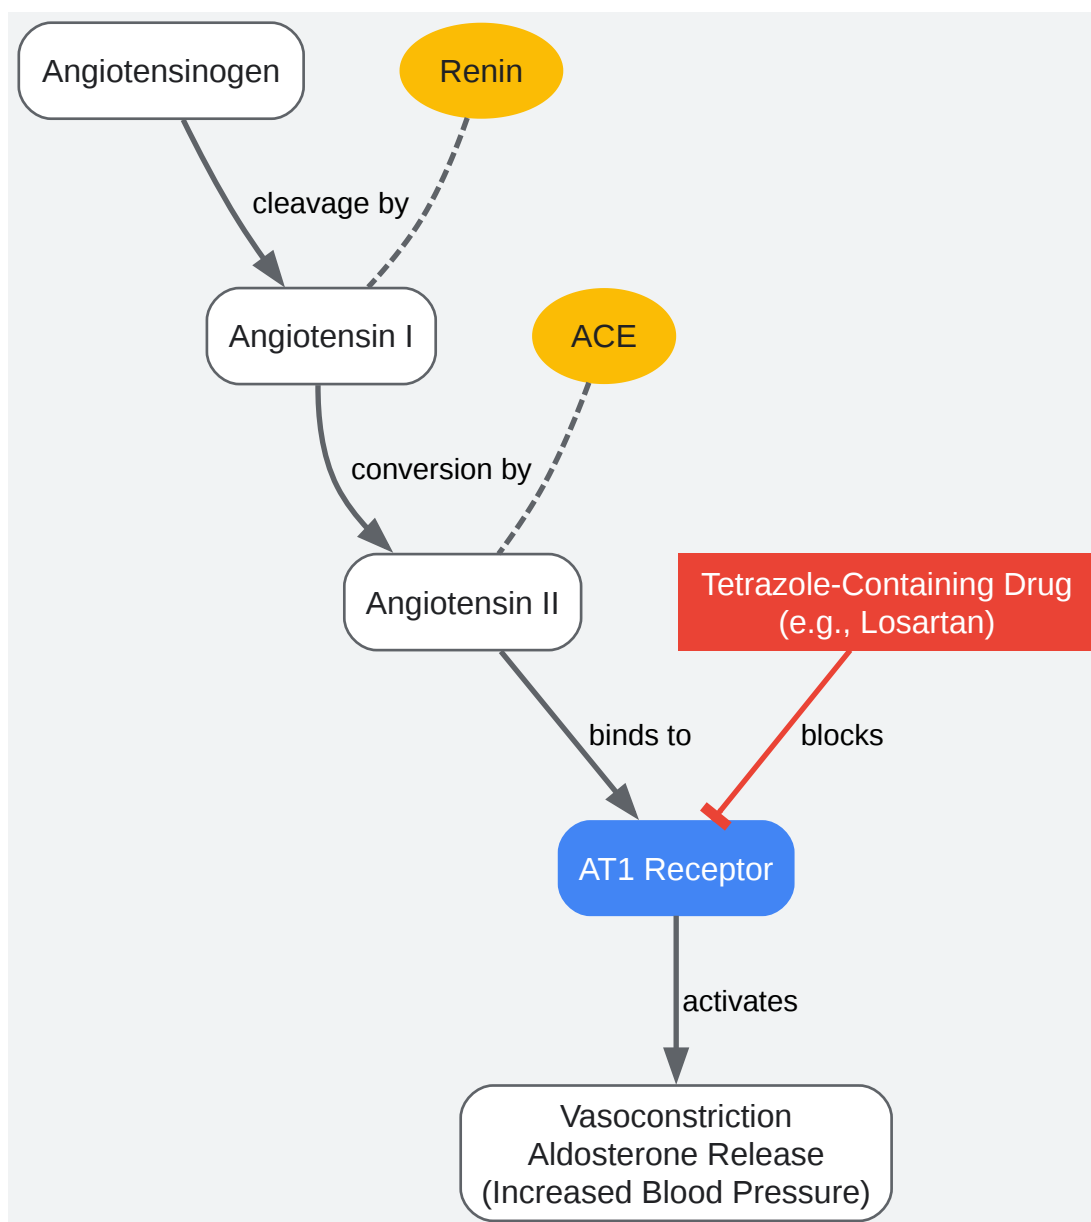 Angiotensinogen
Renin
cleavage by
Angiotensin I
ACE
conversion by
Angiotensin II
Tetrazole-Containing Drug
(e.g., Losartan)
binds to
blocks
AT1 Receptor
activates
Vasoconstriction
Aldosterone Release
(Increased Blood Pressure)